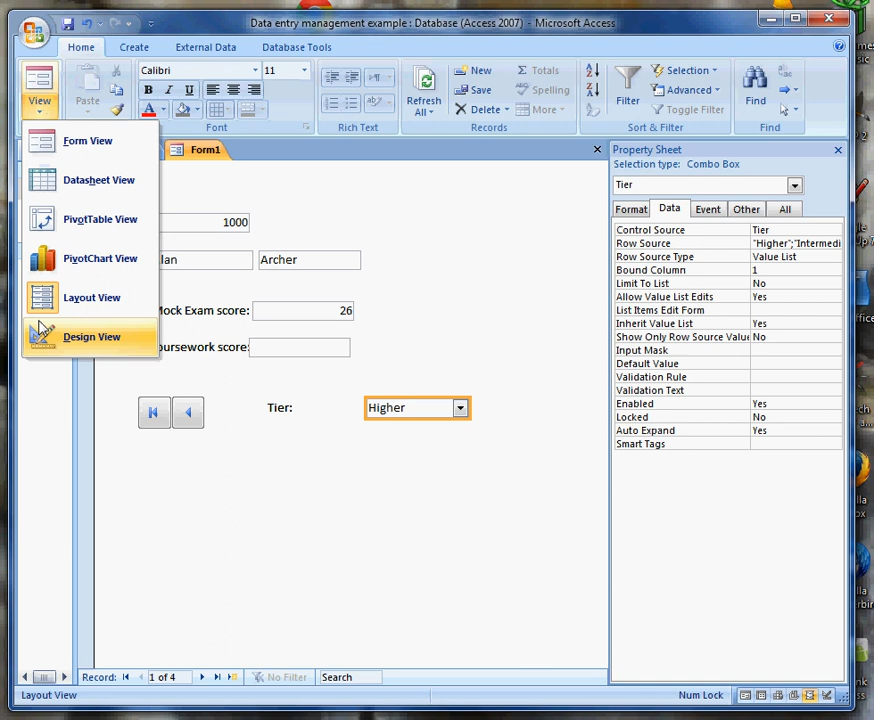 Data entry management example : Database (Access 2007) - Microsoft Access
Home Create External Data Database Tools
View
Paste
Calibri 11
B I U
A
Font
Rich Text
Refresh All
New
Save
Delete
Totals
Spelling
More
Records
Filter
Selection
Advanced
Toggle Filter
Sort & Filter
Find
Find
Form View
Datasheet View
PivotTable View
PivotChart View
Layout View
Design View
Form1
1000
lan Archer
Mock Exam score: 26
oursework score:
Tier: Higher
Property Sheet
Selection type: Combo Box
Tier
Format Data Event Other All
Control Source Tier
Row Source "Higher";"Intermedi
Row Source Type Value List
Bound Column 1
Limit To List No
Allow Value List Edits Yes
List Items Edit Form
Inherit Value List Yes
Show Only Row Source Value No
Input Mask
Default Value
Validation Rule
Validation Text
Enabled Yes
Locked No
Auto Expand Yes
Smart Tags
Record: 1 of 4 No Filter Search
Layout View
Num Lock